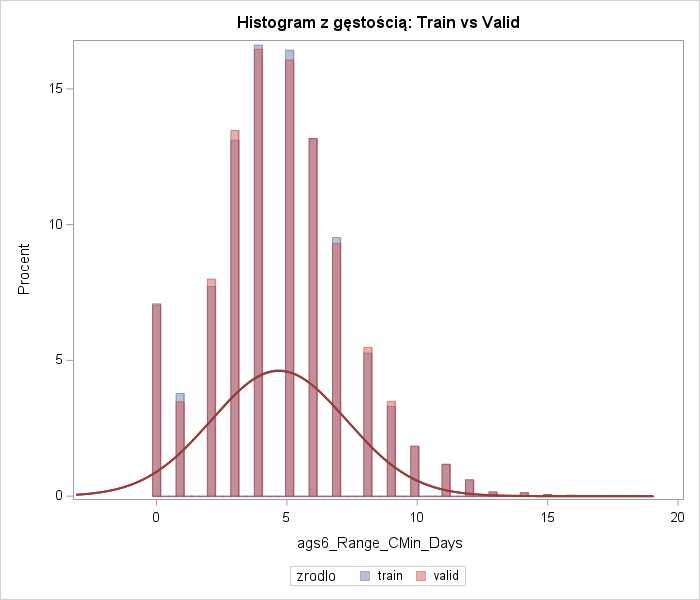 Histogram z gęstością: Train vs Valid
15
10
5
0
Procent
0 5 10 15 20
ags6_Range_CMin_Days
zrodlo train valid